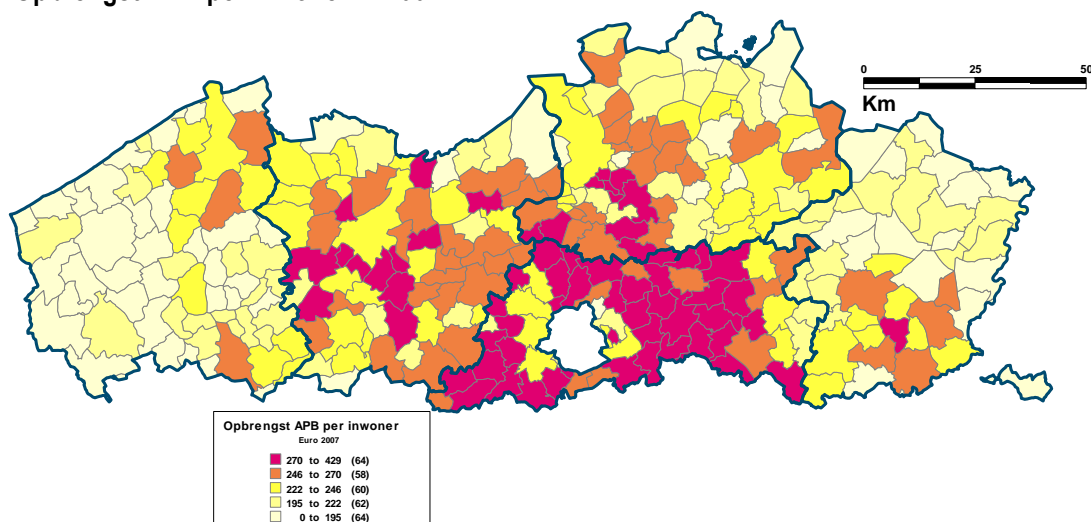 0 25 50
Km
Opbrengst APB per inwoner
Euro 2007
270 to 429 (64)
246 to 270 (58)
222 to 246 (60)
195 to 222 (62)
0 to 195 (64)